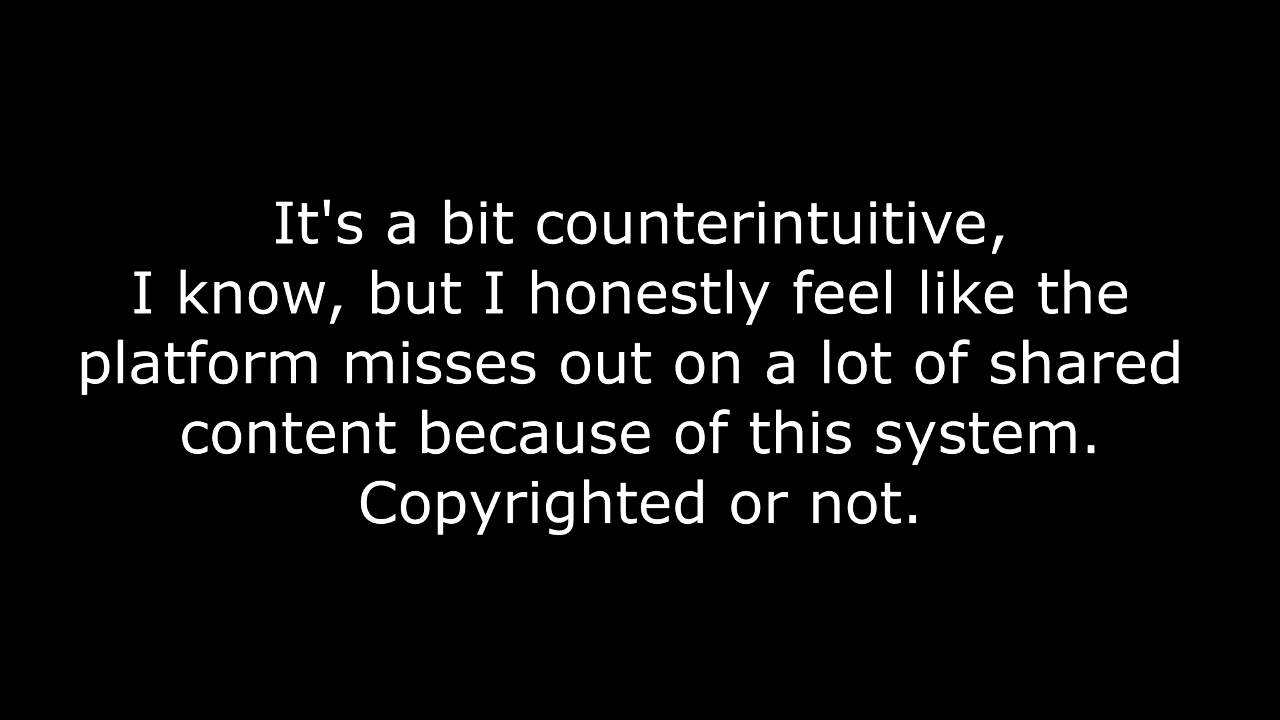 It's a bit counterintuitive,
I know, but I honestly feel like the
platform misses out on a lot of shared
content because of this system.
Copyrighted or not.